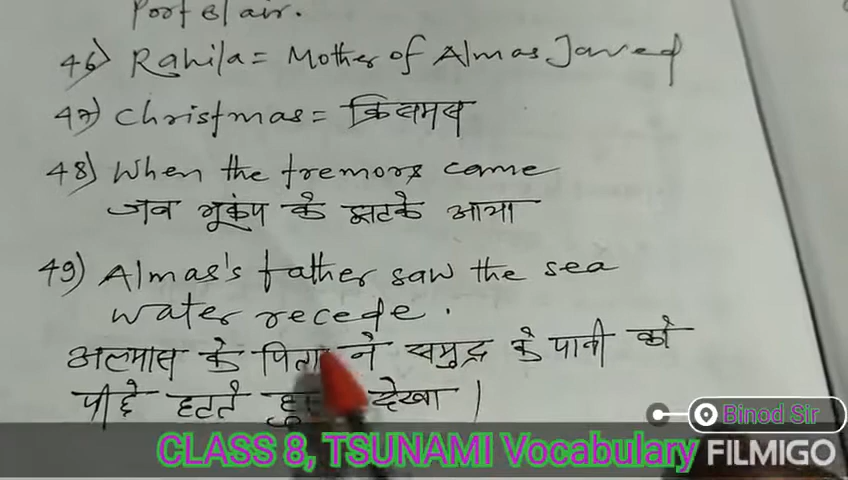 Port Blair.
46) Rahila = Mother of Almas Javed
47) Christmas = क्रिसमस
48) When the tremors came
जब भूकंप के झटके आया
49) Almas's father saw the sea
water recede.
अलमास के पिता ने समुद्र के पानी को
पीछे हटते देखा।
Binod Sir
CLASS 8, TSUNAMI Vocabulary
FILMIGO